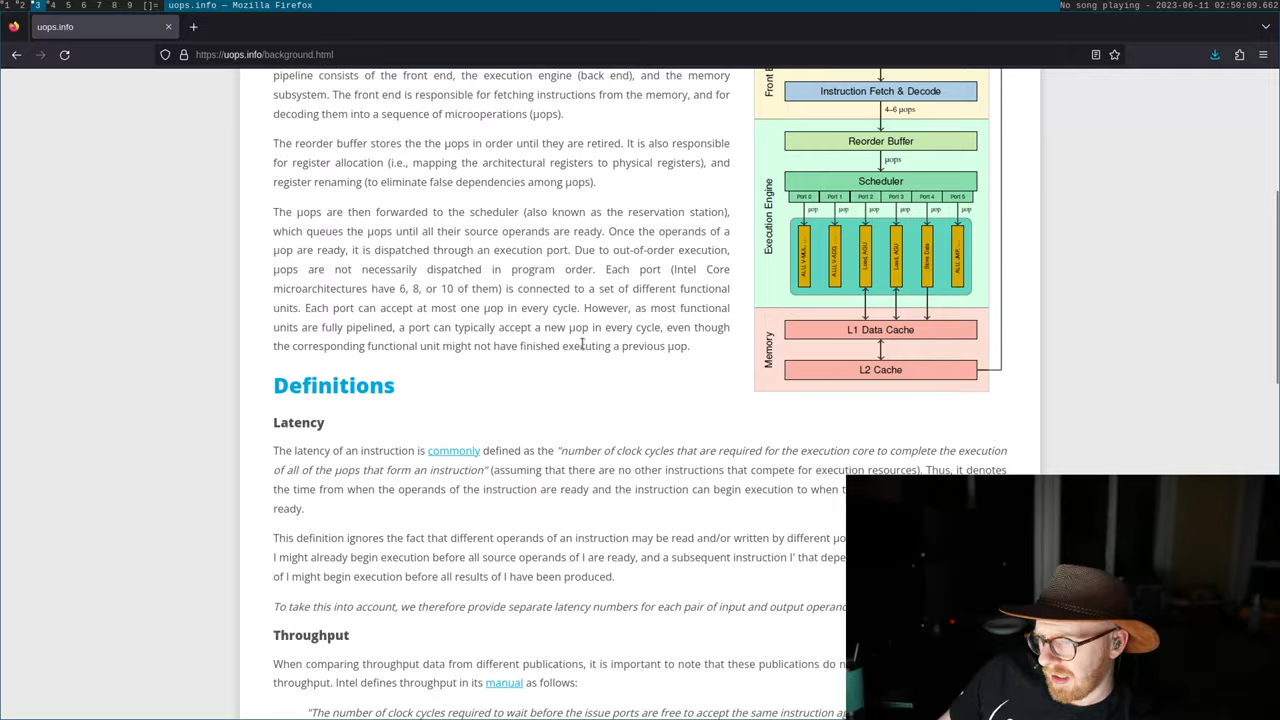 1 2 3 4 5 6 7 8 9 []= uops.info — Mozilla Firefox No song playing - 2023-06-11 02:50:09.662
uops.info
https://uops.info/background.html
pipeline consists of the front end, the execution engine (back end), and the memory
subsystem. The front end is responsible for fetching instructions from the memory, and for
decoding them into a sequence of microoperations (μops).
The reorder buffer stores the the μops in order until they are retired. It is also responsible
for register allocation (i.e., mapping the architectural registers to physical registers), and
register renaming (to eliminate false dependencies among μops).
The μops are then forwarded to the scheduler (also known as the reservation station),
which queues the μops until all their source operands are ready. Once the operands of a
μop are ready, it is dispatched through an execution port. Due to out-of-order execution,
μops are not necessarily dispatched in program order. Each port (Intel Core
microarchitectures have 6, 8, or 10 of them) is connected to a set of different functional
units. Each port can accept at most one μop in every cycle. However, as most functional
units are fully pipelined, a port can typically accept a new μop in every cycle, even though
the corresponding functional unit might not have finished executing a previous μop.
Front E
Instruction Fetch & Decode
4–6 μops
Reorder Buffer
μops
Scheduler
Port 0 Port 1 Port 2 Port 3 Port 4 Port 5
μop μop μop μop μop μop
Execution Engine
ALU, V-MUL, ...
ALU, V-ADD, ...
Load, AGU
Load, AGU
Store Data
ALU, JMP, ...
Memory
L1 Data Cache
L2 Cache
Definitions
Latency
The latency of an instruction is commonly defined as the "number of clock cycles that are required for the execution core to complete the execution
of all of the μops that form an instruction" (assuming that there are no other instructions that compete for execution resources). Thus, it denotes
the time from when the operands of the instruction are ready and the instruction can begin execution to when t
ready.
This definition ignores the fact that different operands of an instruction may be read and/or written by different μo
I might already begin execution before all source operands of I are ready, and a subsequent instruction I' that depe
of I might begin execution before all results of I have been produced.
To take this into account, we therefore provide separate latency numbers for each pair of input and output operan
Throughput
When comparing throughput data from different publications, it is important to note that these publications do n
throughput. Intel defines throughput in its manual as follows:
"The number of clock cycles required to wait before the issue ports are free to accept the same instruction ag